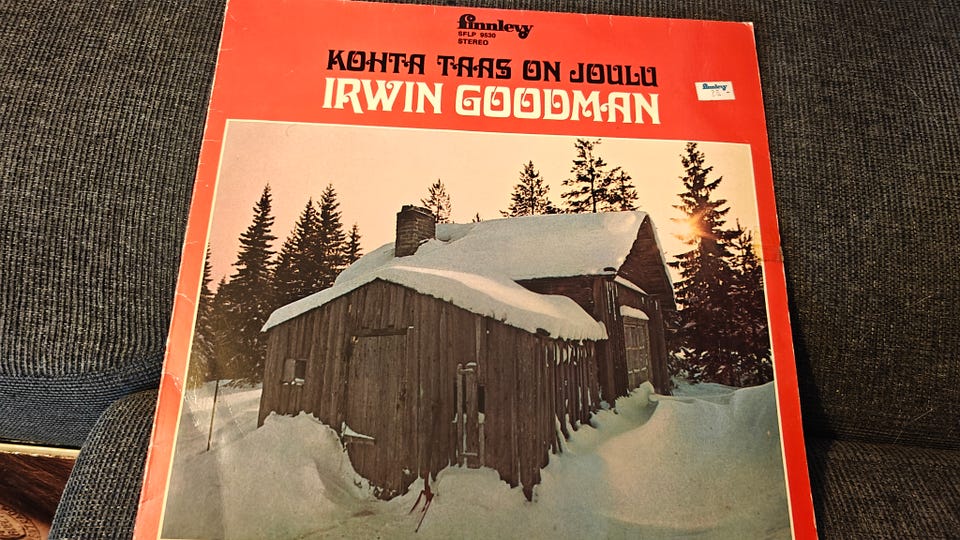 Finnlevy
SFLP 9530
STEREO
KOHTA TAAS ON JOULU
IRWIN GOODMAN
finnlevy